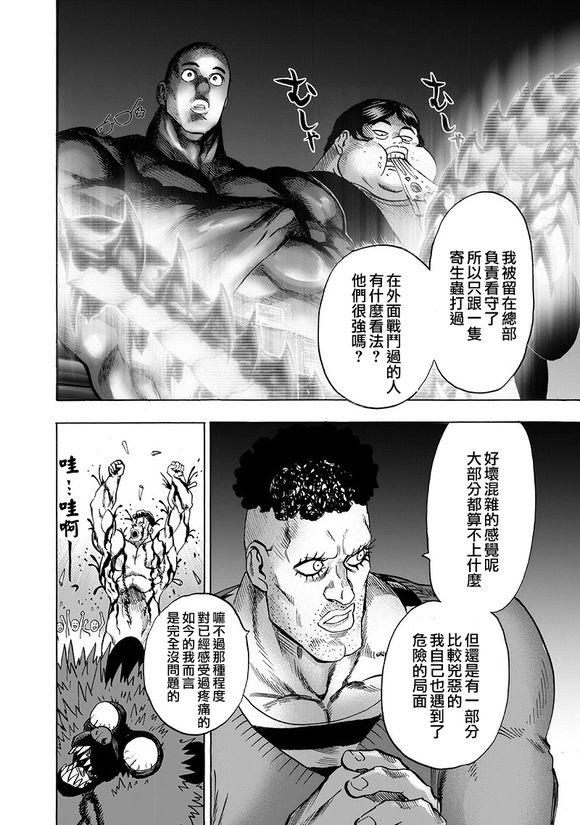 むしゃ
むしゃ
我被留在總部
負責看守了
所以只跟一隻
寄生蟲打過
在外面戰鬥過的人
有什麼看法？
他們很強嗎？
好壞混雜的感覺呢
大部分都算不上什麼
但還是有一部分
比較兇惡的
我自己也遇到了
危險的局面
嘛不過那種程度
對已經感受過疼痛的
如今的我而言
是完全沒問題的
哇…哇啊——